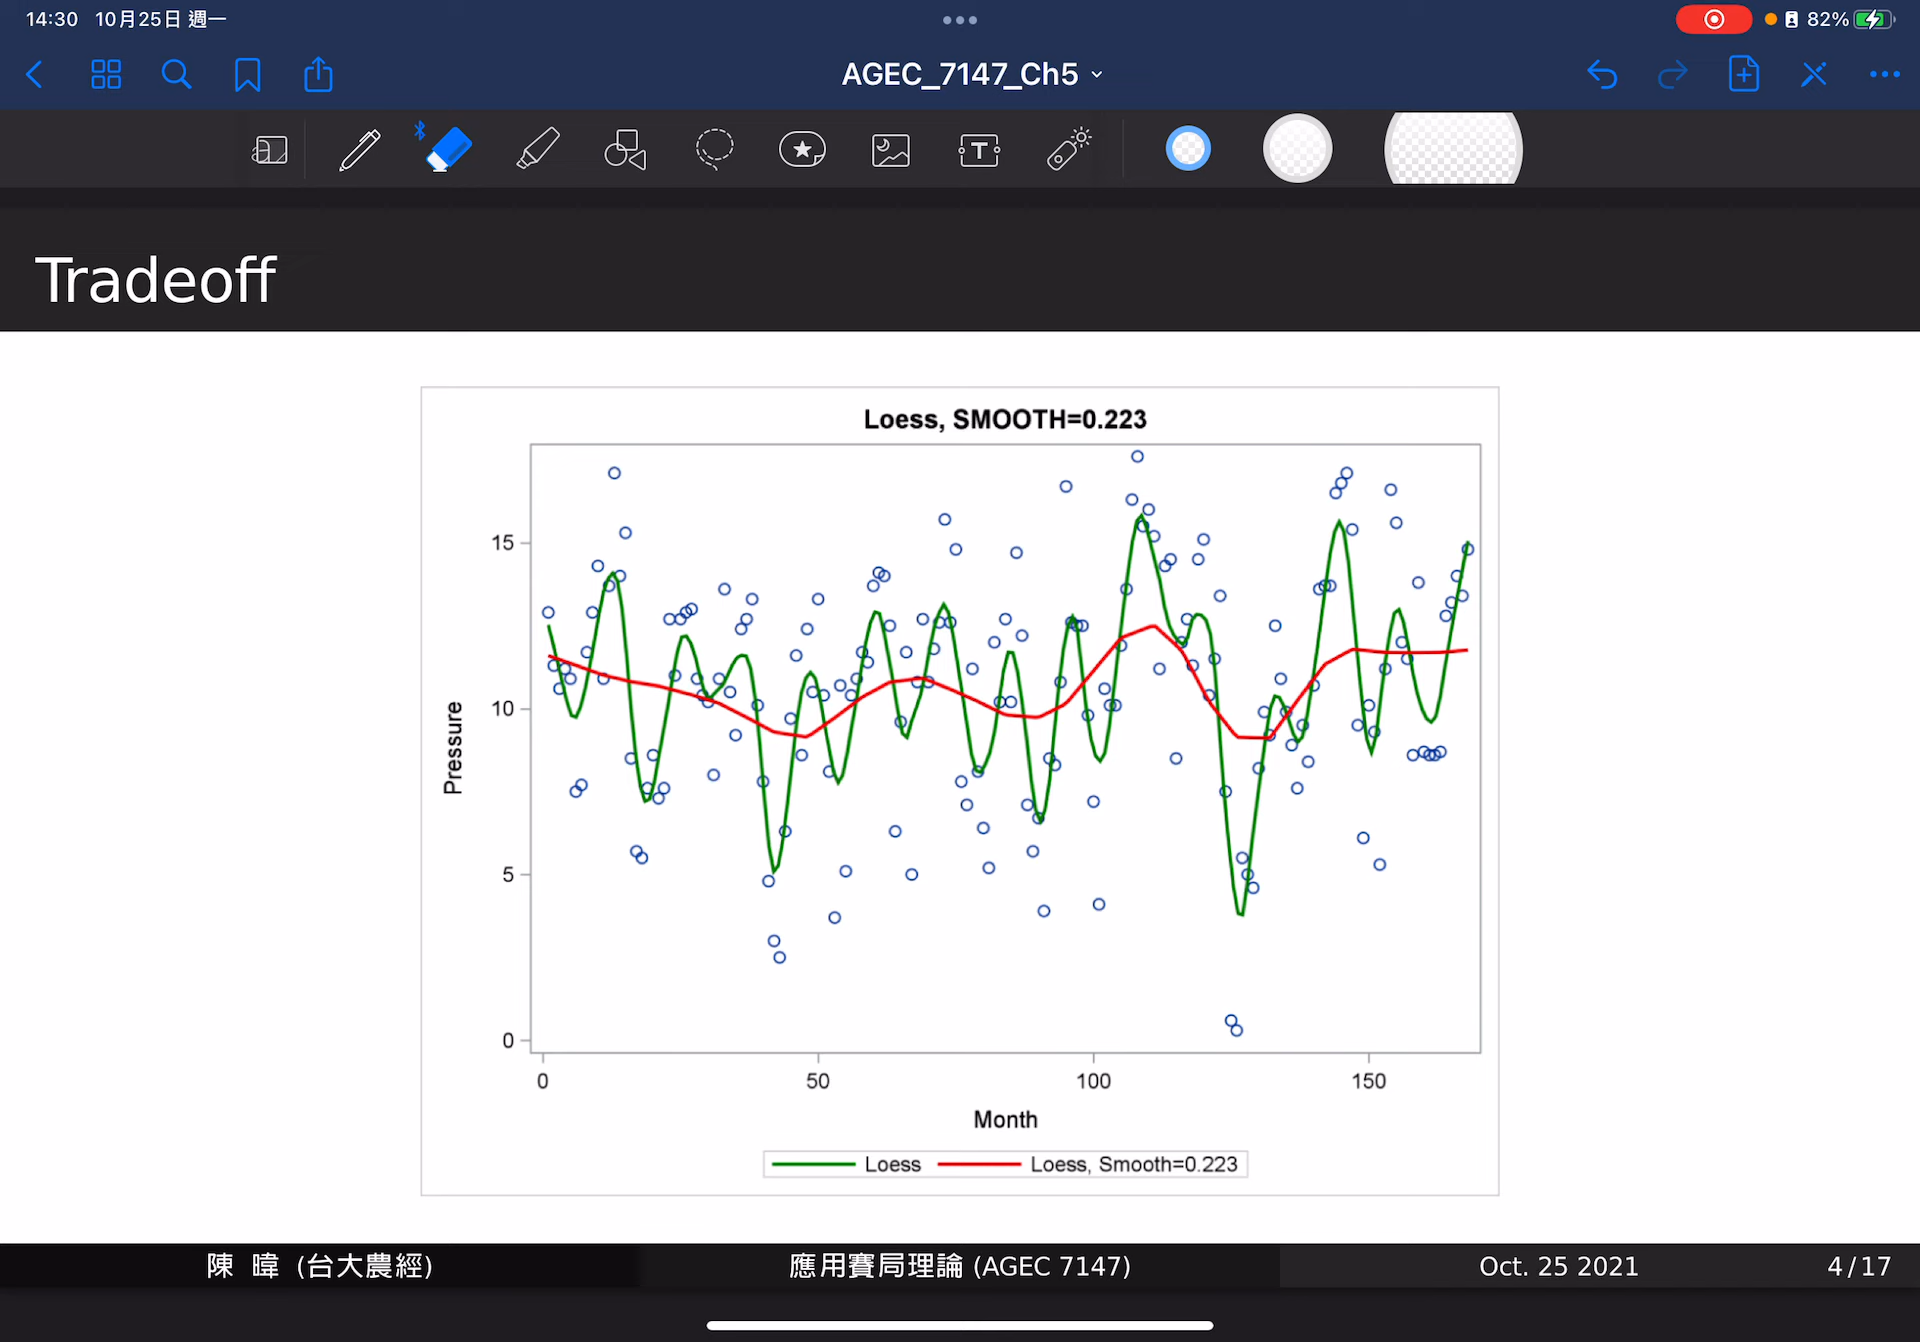 14:30 10月25日 週一
82%
AGEC_7147_Ch5
Tradeoff
Loess, SMOOTH=0.223
15
10
5
0
Pressure
0 50 100 150
Month
Loess Loess, Smooth=0.223
陳 暐 (台大農經) 應用賽局理論 (AGEC 7147) Oct. 25 2021 4/17